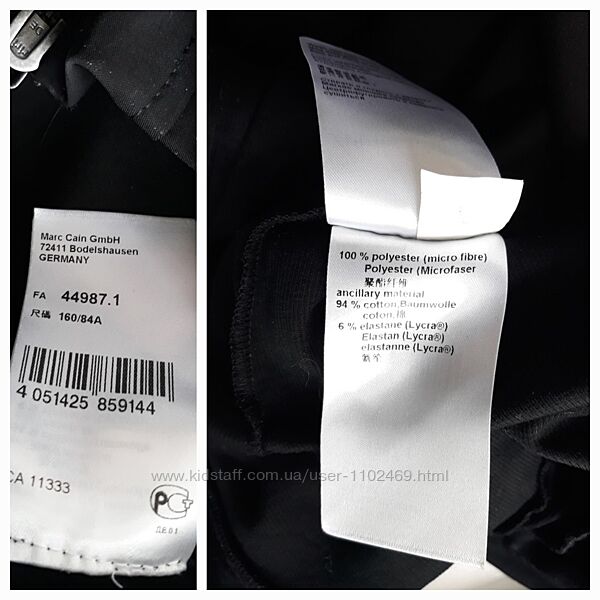 Marc Cain GmbH
72411 Bodelshausen
GERMANY
FA 44987.1
尺碼 160/84A
4 051425 859144
CA 11333
100 % polyester (micro fibre)
Polyester (Microfaser
聚酯纤维
ancillary material
94 % cotton,Baumwolle
coton,棉
6 % elastane (Lycra®)
Elastan (Lycra®)
elastanne (Lycra®)
www.kidstaff.com.ua/user-1102469.html